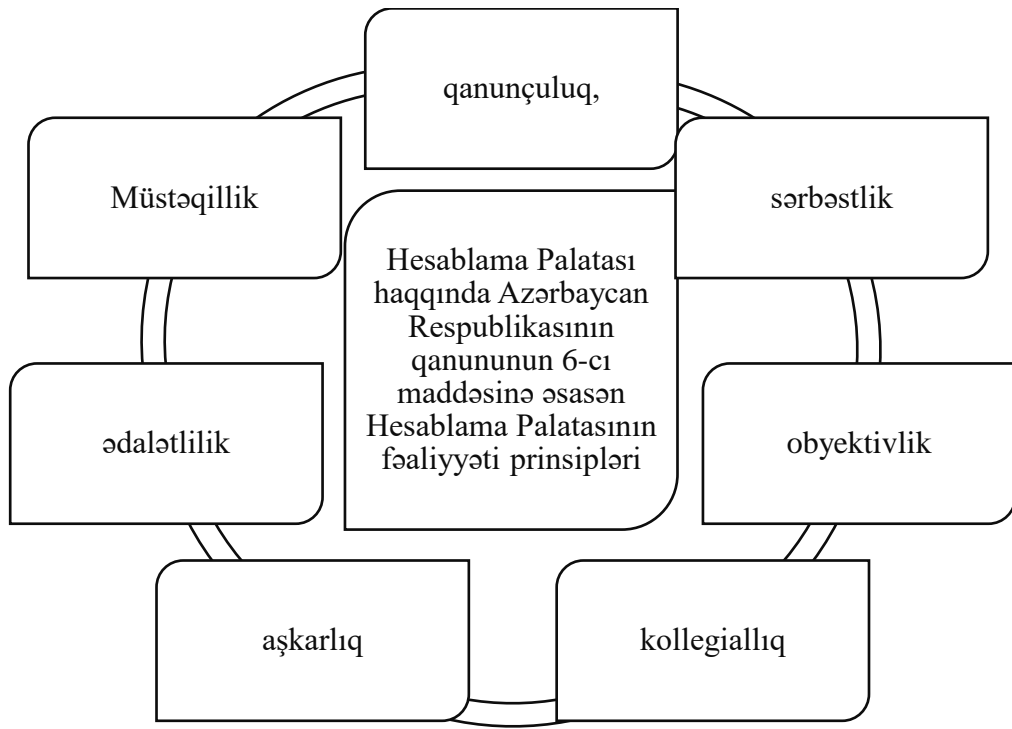 qanunçuluq,
Müstəqillik
sərbəstlik
Hesablama Palatası
haqqında Azərbaycan
Respublikasının
qanununun 6-cı
maddəsinə əsasən
Hesablama Palatasının
fəaliyyəti prinsipləri
ədalətlilik
obyektivlik
aşkarlıq
kollegiallıq